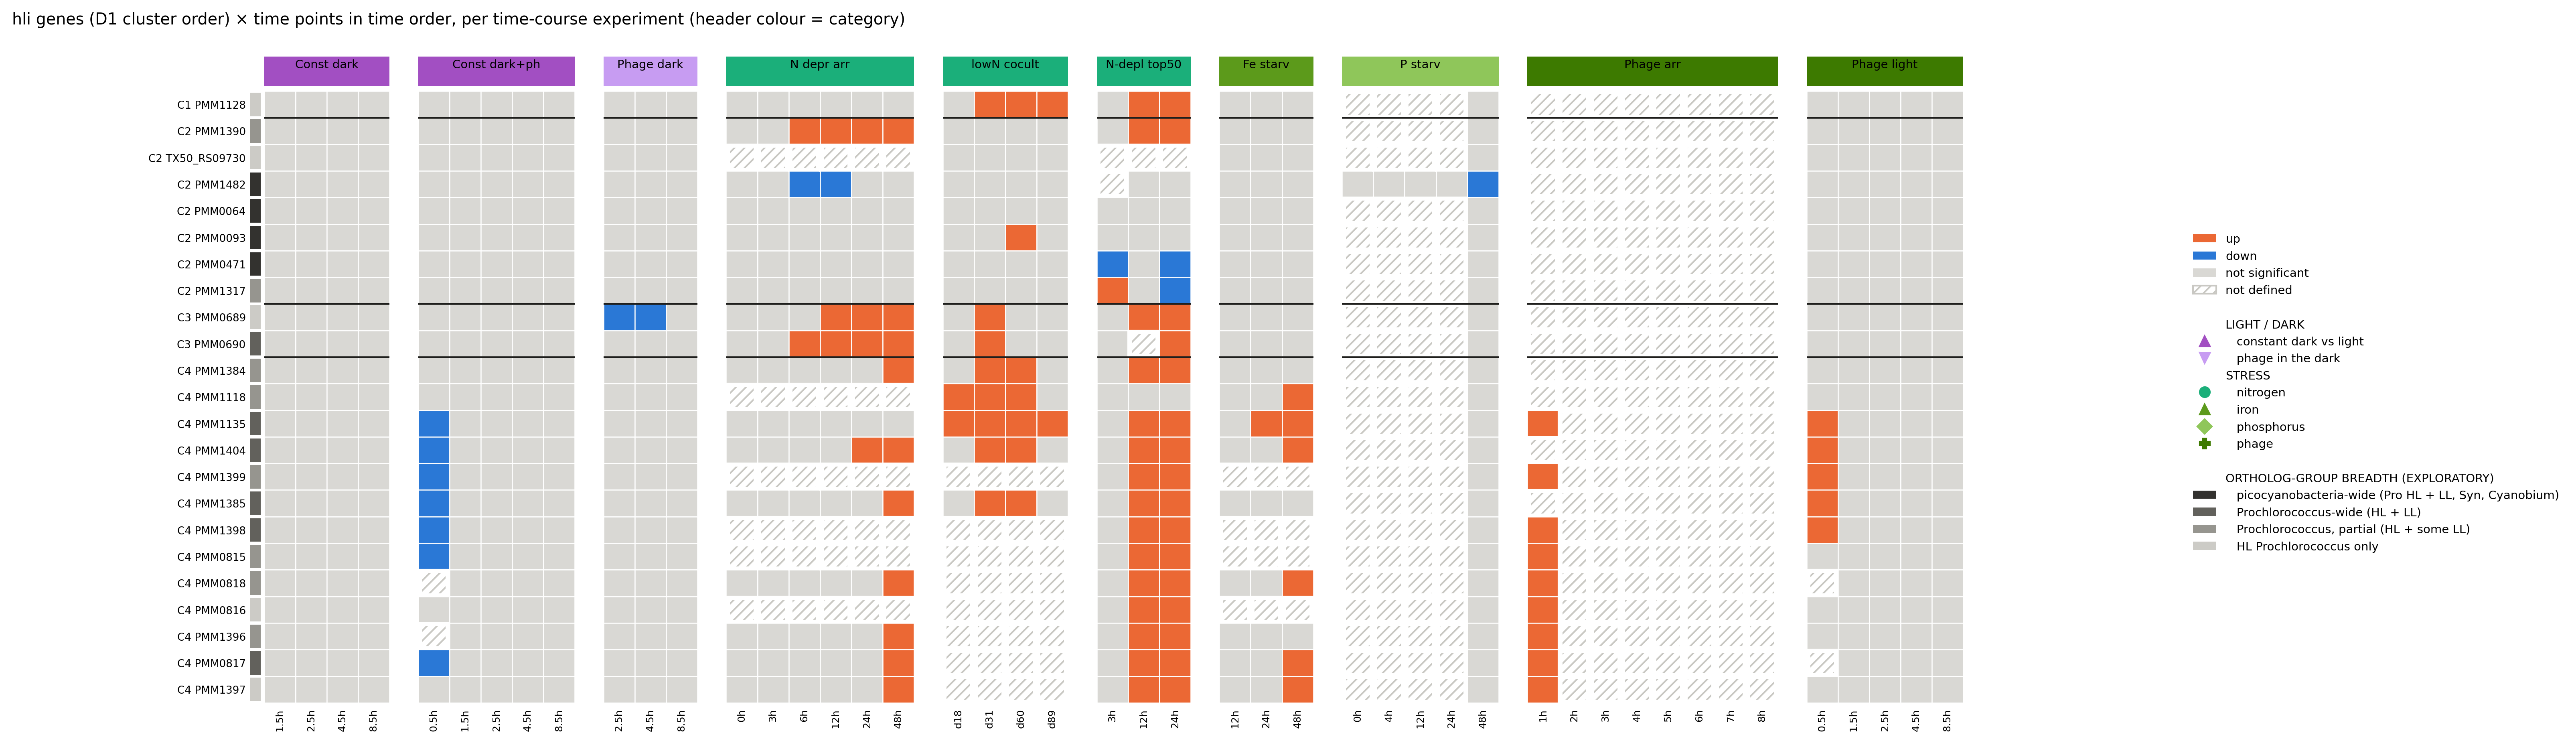 hli genes (D1 cluster order) × time points in time order, per time-course experiment (header colour = category)
Const dark
Const dark+ph
Phage dark
N depr arr
lowN cocult
N-depl top50
Fe starv
P starv
Phage arr
Phage light
C1 PMM1128
C2 PMM1390
C2 TX50_RS09730
C2 PMM1482
C2 PMM0064
C2 PMM0093
C2 PMM0471
C2 PMM1317
C3 PMM0689
C3 PMM0690
C4 PMM1384
C4 PMM1118
C4 PMM1135
C4 PMM1404
C4 PMM1399
C4 PMM1385
C4 PMM1398
C4 PMM0815
C4 PMM0818
C4 PMM0816
C4 PMM1396
C4 PMM0817
C4 PMM1397
1.5h 2.5h 4.5h 8.5h
0.5h 1.5h 2.5h 4.5h 8.5h
2.5h 4.5h 8.5h
0h 3h 6h 12h 24h 48h
d18 d31 d60 d89
3h 12h 24h
12h 24h 48h
0h 4h 12h 24h 48h
1h 2h 3h 4h 5h 6h 7h 8h
0.5h 1.5h 2.5h 4.5h 8.5h
up
down
not significant
not defined
LIGHT / DARK
constant dark vs light
phage in the dark
STRESS
nitrogen
iron
phosphorus
phage
ORTHOLOG-GROUP BREADTH (EXPLORATORY)
picocyanobacteria-wide (Pro HL + LL, Syn, Cyanobium)
Prochlorococcus-wide (HL + LL)
Prochlorococcus, partial (HL + some LL)
HL Prochlorococcus only